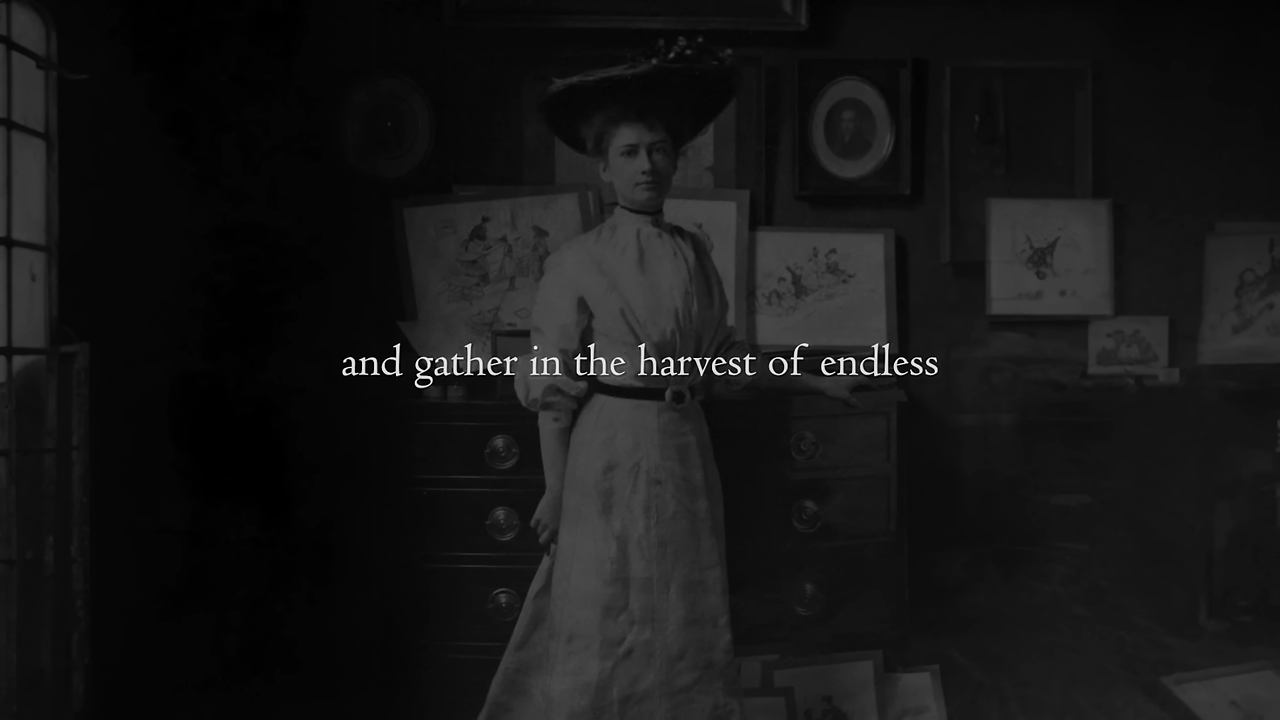 and gather in the harvest of endless